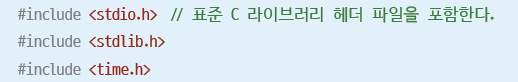 #include <stdio.h> // 표준 C 라이브러리 헤더 파일을 포함한다.
#include <stdlib.h>
#include <time.h>